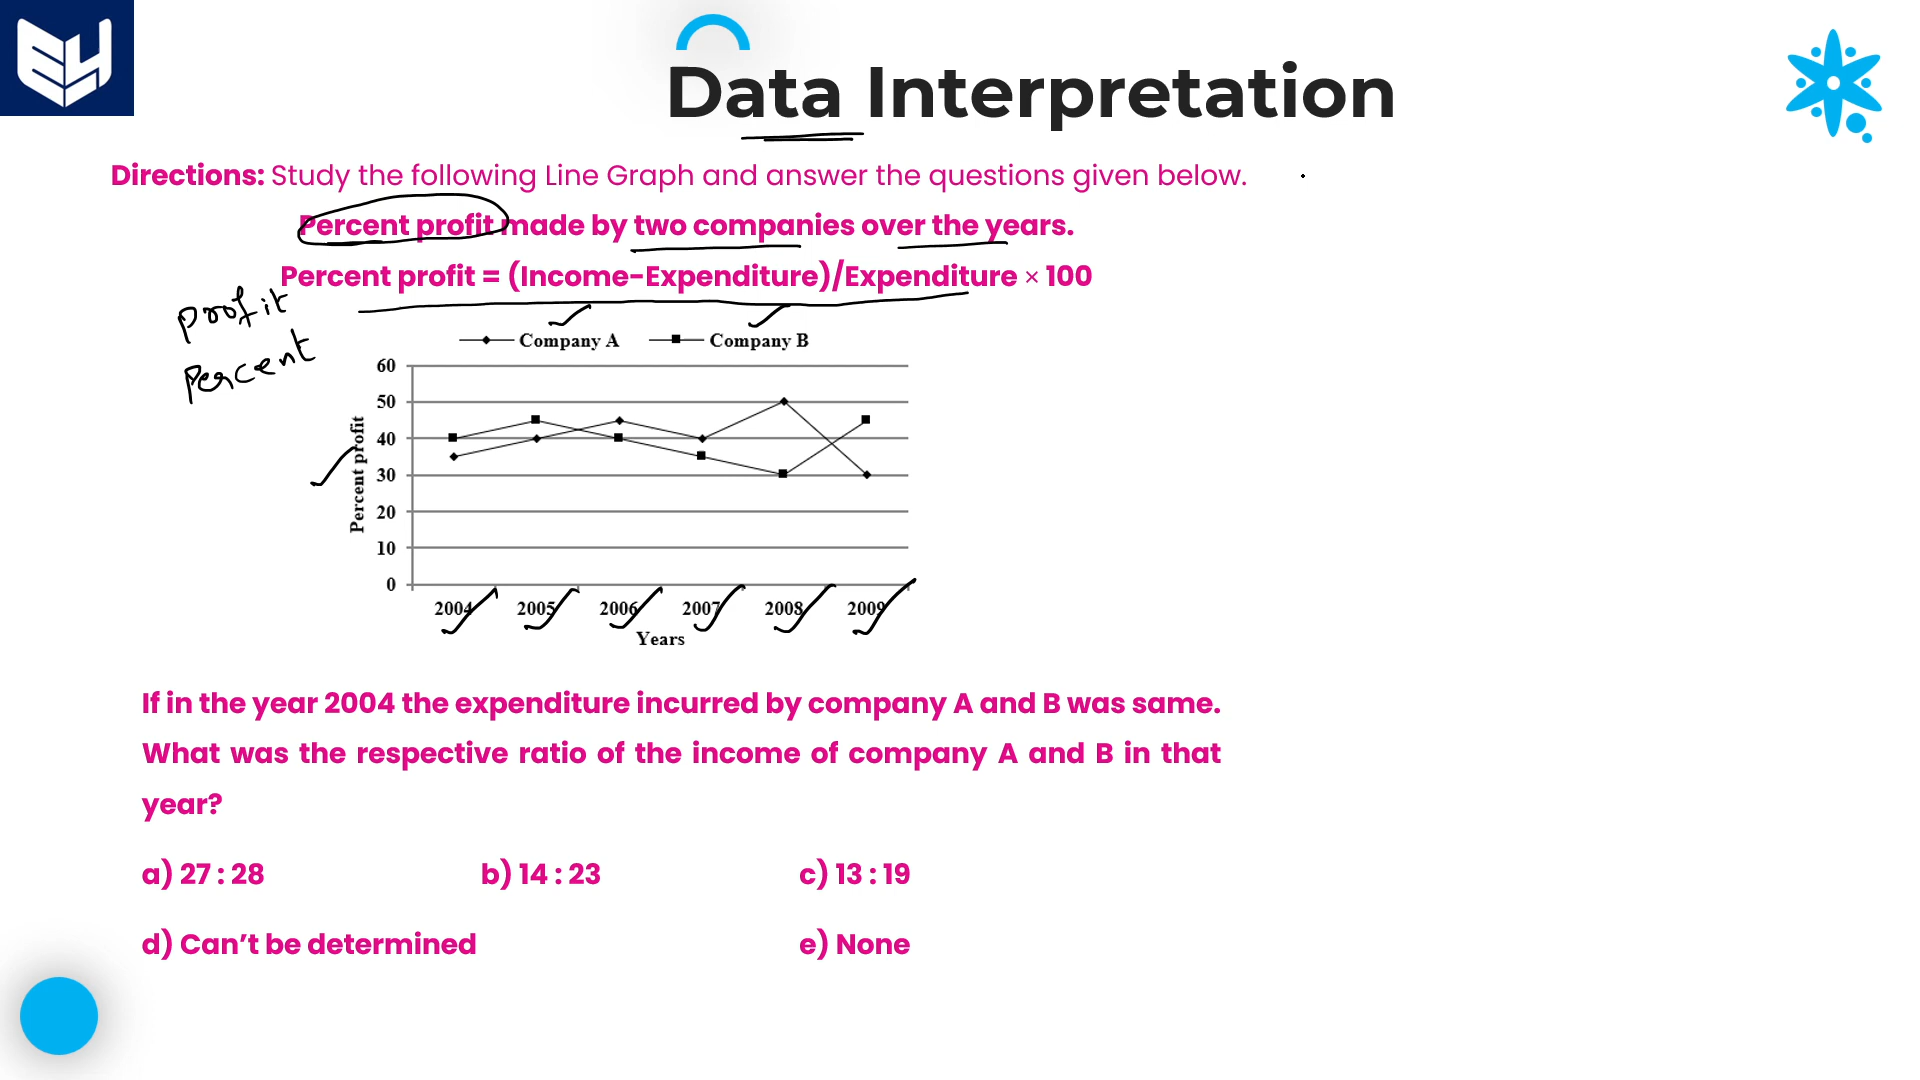 Data Interpretation
Directions: Study the following Line Graph and answer the questions given below.
Percent profit made by two companies over the years.
Percent profit = (Income-Expenditure)/Expenditure × 100
profit
Percent
Company A
Company B
60
50
40
30
20
10
0
Percent profit
2004 2005 2006 2007 2008 2009
Years
If in the year 2004 the expenditure incurred by company A and B was same.
What was the respective ratio of the income of company A and B in that
year?
a) 27 : 28 b) 14 : 23 c) 13 : 19
d) Can’t be determined e) None